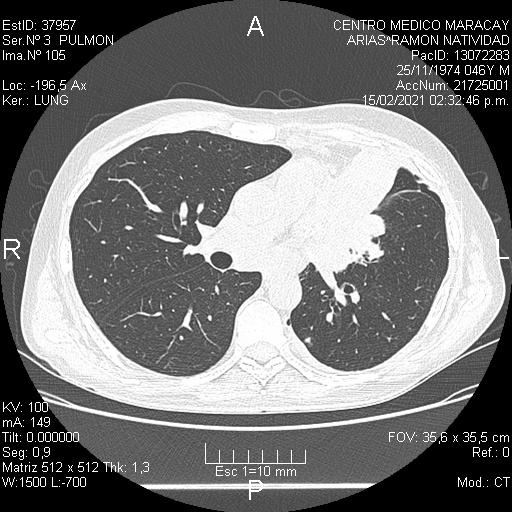 EstID: 37957
Ser.Nº 3 PULMON
Ima.Nº 105
Loc: -196,5 Ax
Ker.: LUNG
A
CENTRO MEDICO MARACAY
ARIAS^RAMON NATIVIDAD
PacID: 13072283
25/11/1974 046Y M
AccNum: 21725001
15/02/2021 02:32:46 p.m.
R
L
KV: 100
mA: 149
Tilt: 0.000000
Seg: 0,9
Matriz 512 x 512 Thk: 1,3
W:1500 L:-700
Esc 1=10 mm
P
FOV: 35,6 x 35,5 cm
Ref.: 0
Mod.: CT